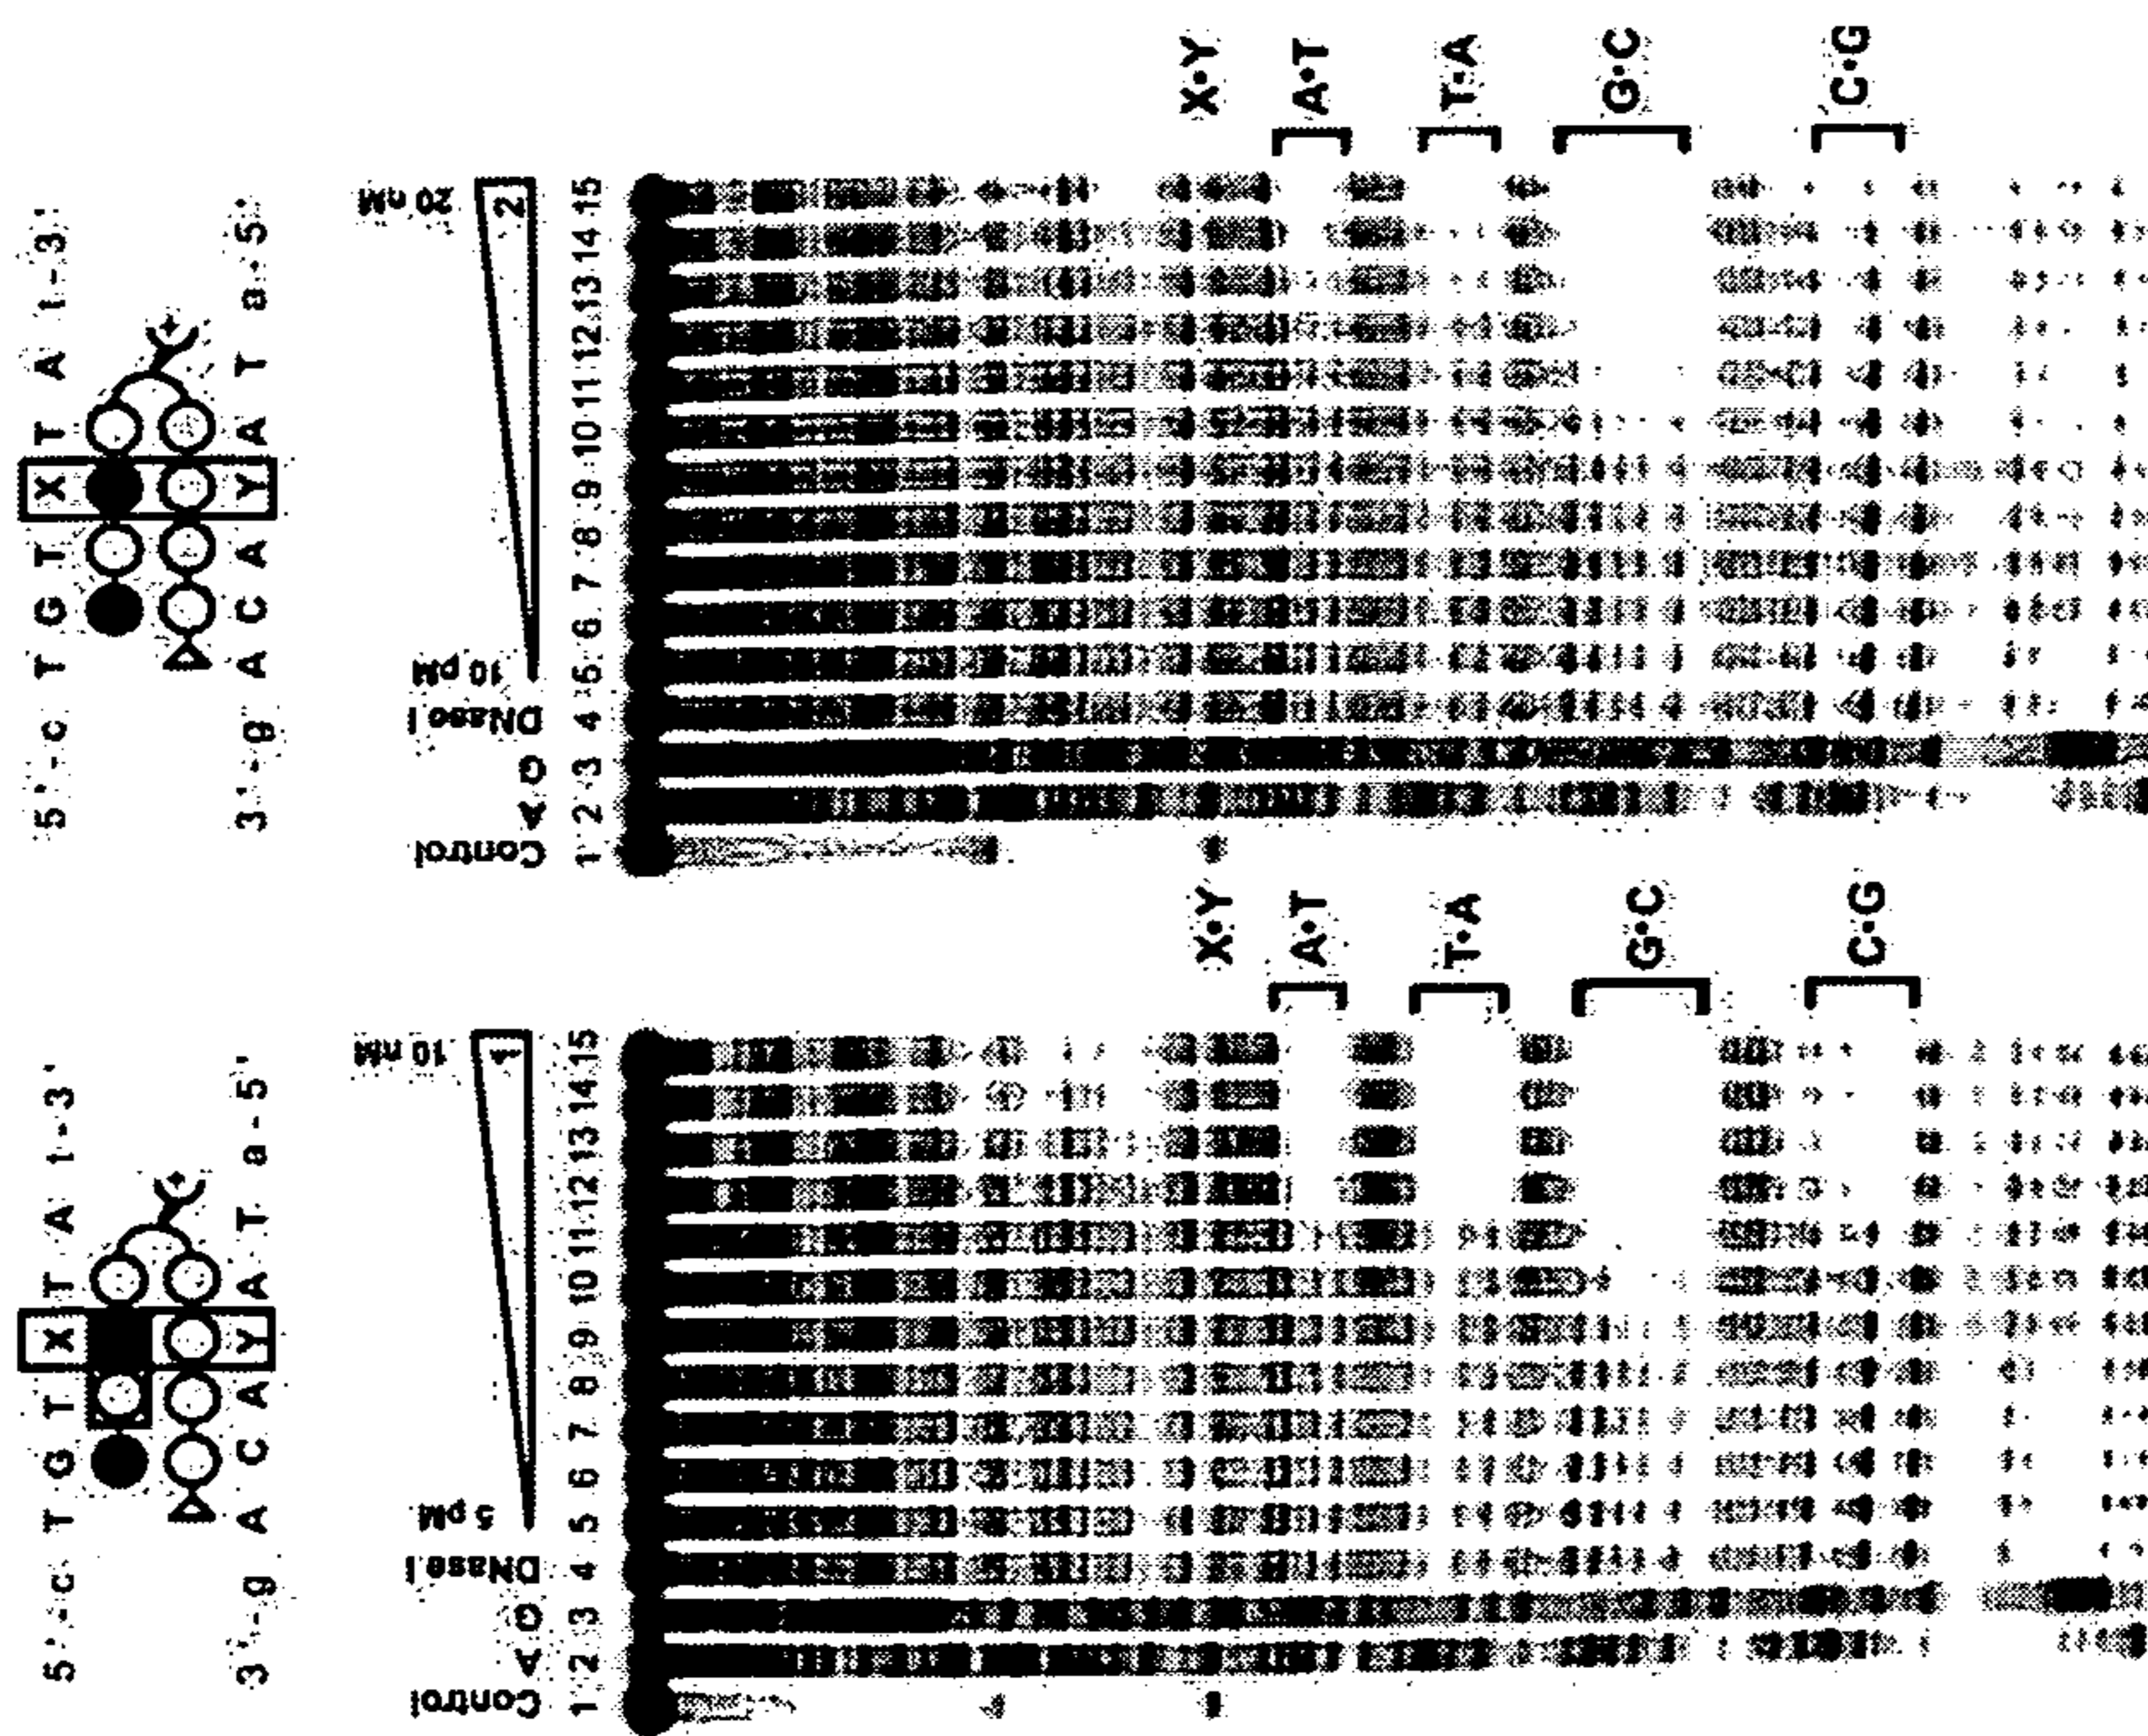 5'-c T G T X T A t-3'
3'-g A C A Y A T a-5'
Control
A
G
DNase I
5 pM
10 nM
1
1 2 3 4 5 6 7 8 9 10 11 12 13 14 15
X•Y
A•T
T•A
G•C
C•G
5'-c T G T X T A t-3'
3'-g A C A Y A T a-5'
Control
A
G
DNase I
10 pM
20 nM
2
1 2 3 4 5 6 7 8 9 10 11 12 13 14 15
X•Y
A•T
T•A
G•C
C•G